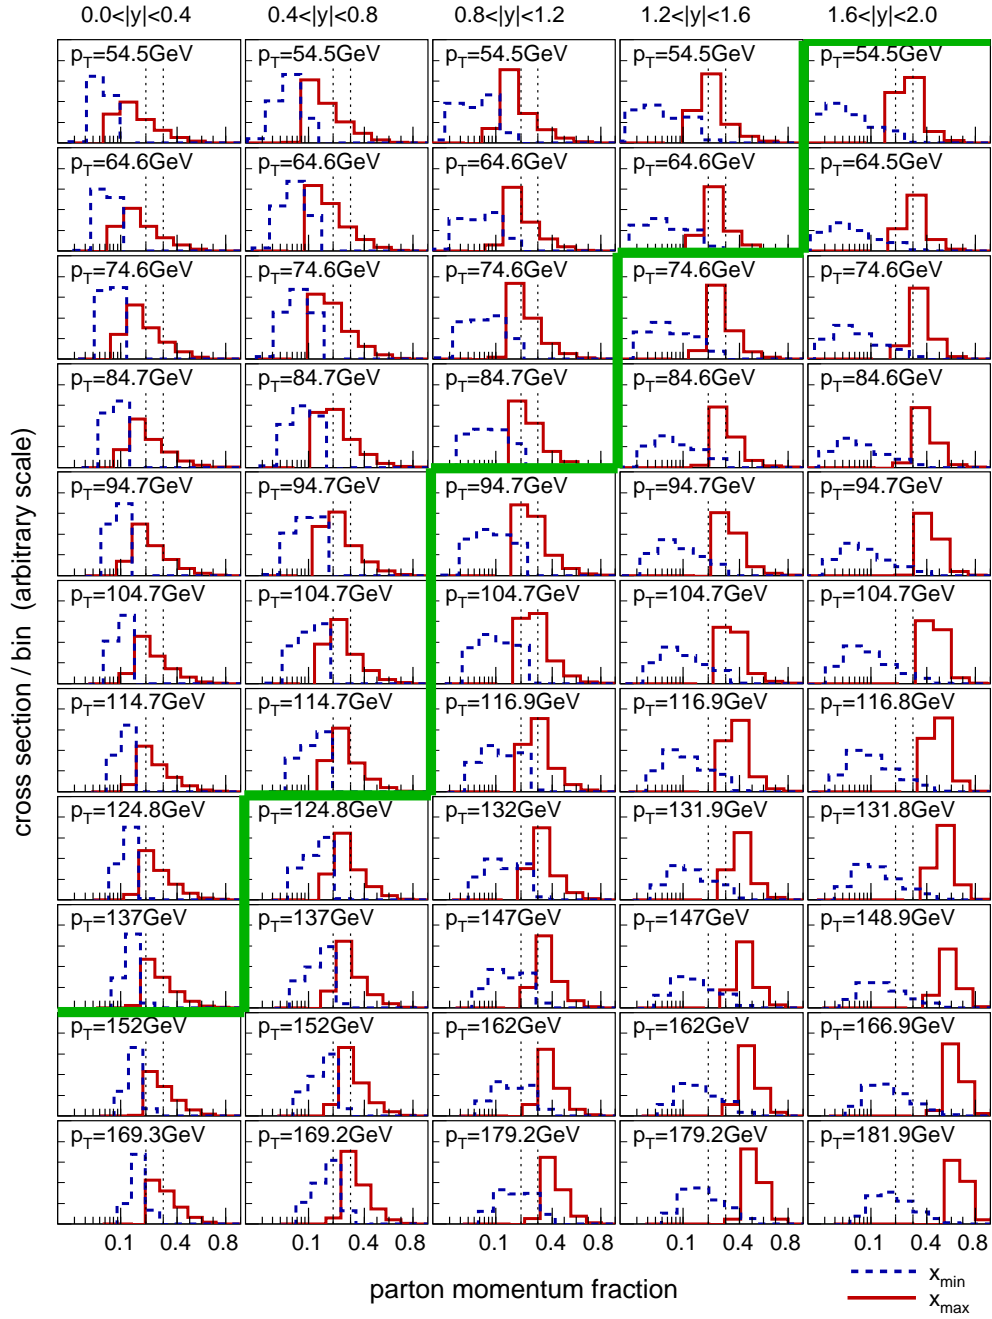 0.0<|y|<0.4 0.4<|y|<0.8 0.8<|y|<1.2 1.2<|y|<1.6 1.6<|y|<2.0
pT=54.5GeV pT=54.5GeV pT=54.5GeV pT=54.5GeV pT=54.5GeV
pT=64.6GeV pT=64.6GeV pT=64.6GeV pT=64.6GeV pT=64.5GeV
pT=74.6GeV pT=74.6GeV pT=74.6GeV pT=74.6GeV pT=74.6GeV
pT=84.7GeV pT=84.7GeV pT=84.7GeV pT=84.6GeV pT=84.6GeV
pT=94.7GeV pT=94.7GeV pT=94.7GeV pT=94.7GeV pT=94.7GeV
pT=104.7GeV pT=104.7GeV pT=104.7GeV pT=104.7GeV pT=104.7GeV
pT=114.7GeV pT=114.7GeV pT=116.9GeV pT=116.9GeV pT=116.8GeV
pT=124.8GeV pT=124.8GeV pT=132GeV pT=131.9GeV pT=131.8GeV
pT=137GeV pT=137GeV pT=147GeV pT=147GeV pT=148.9GeV
pT=152GeV pT=152GeV pT=162GeV pT=162GeV pT=166.9GeV
pT=169.3GeV pT=169.2GeV pT=179.2GeV pT=179.2GeV pT=181.9GeV
cross section / bin (arbitrary scale)
0.1 0.4 0.8 0.1 0.4 0.8 0.1 0.4 0.8 0.1 0.4 0.8 0.1 0.4 0.8
parton momentum fraction
xmin
xmax